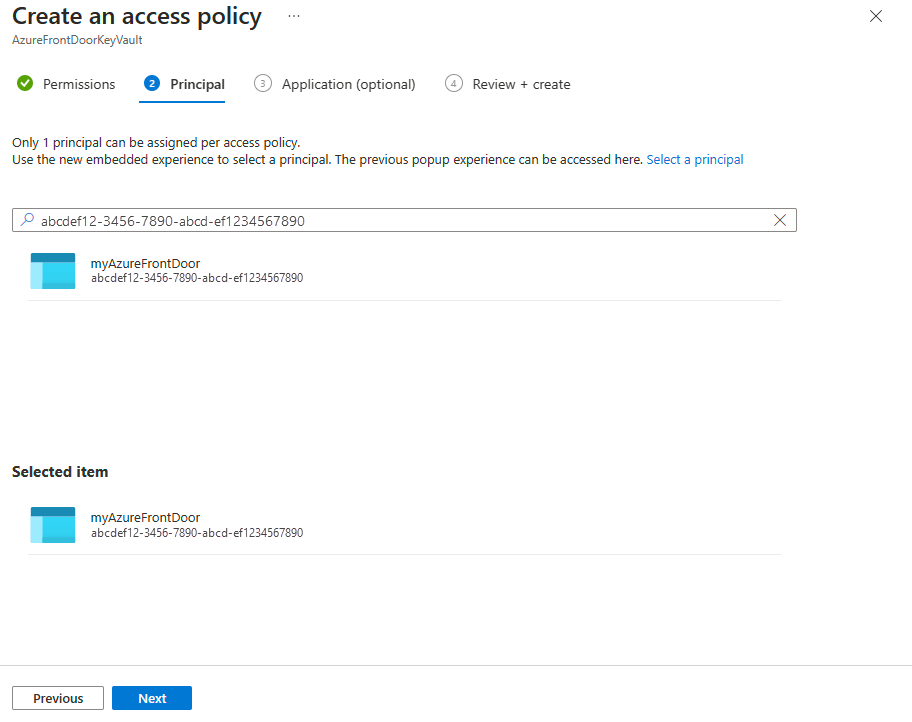 Create an access policy ...
AzureFrontDoorKeyVault
Permissions 2 Principal 3 Application (optional) 4 Review + create
Only 1 principal can be assigned per access policy.
Use the new embedded experience to select a principal. The previous popup experience can be accessed here. Select a principal
abcdef12-3456-7890-abcd-ef1234567890
myAzureFrontDoor
abcdef12-3456-7890-abcd-ef1234567890
Selected item
myAzureFrontDoor
abcdef12-3456-7890-abcd-ef1234567890
Previous Next